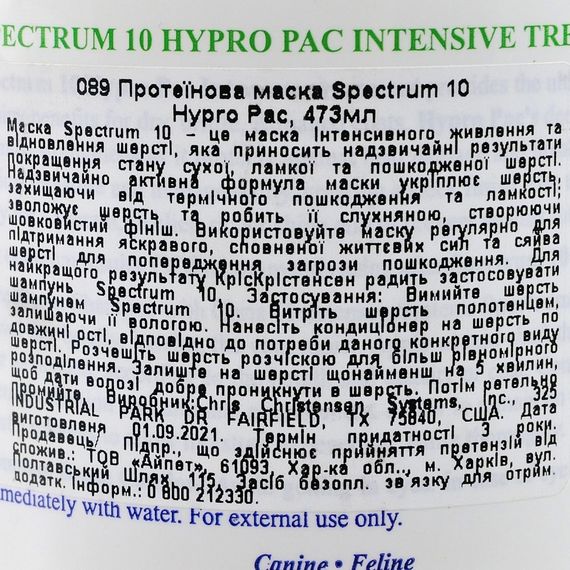 ECTRUM 10 HYPRO PAC INTENSIVE TRE
089 Протеїнова маска Spectrum 10
Hypro Pac, 473мл
Маска Spectrum 10 - це маска інтенсивного живлення та
відновлення шерсті, яка приносить надзвичайні результати
покращення стану сухої, ламкої та пошкодженої шерсті.
Надзвичайно активна формула маски укріплює шерсть,
захищаючи від термічного пошкодження та ламкості;
зволожує шерсть та робить її слухняною, створюючи
шовковистий фініш. Використовуйте маску регулярно для
підтримання яскравого, сповненої життєвих сил та сяйва
шерсті для попередження загрози пошкодження. Для
найкращого результату КрісКрістенсен радить застосовувати
шампунь Spectrum 10. Застосування: Вимийте шерсть
шампунем Spectrum 10. Витріть шерсть полотенцем,
залишаючи її вологою. Нанесіть кондиціонер на шерсть по
довжині ості, відповідно до потреби даного конкретного виду
шерсті. Розчешіть шерсть розчіскою для більш рівномірного
розподілення. Залиште на шерсті щонайменш на 5 хвилин,
щоб дати волозі добре проникнути в шерсть. Потім ретельно
промийте. Виробник:Chris Christensen Systems, Inc., 325
INDUSTRIAL PARK DR FAIRFIELD, TX 75840, США. Дата
виготовленя 01.09.2021. Термін придатності 3 роки.
Продавець/ підпр., що здійснює прийняття претензій від
спожив.: ТОВ «Айпет», 61093, Хар-ка обл.., м. Харків, вул.
Полтавський Шлях, 115. Засіб безопл. зв'язку для отрим.
додатк. інформ.: 0 800 212330.
mediately with water. For external use only.
Canine • Feline